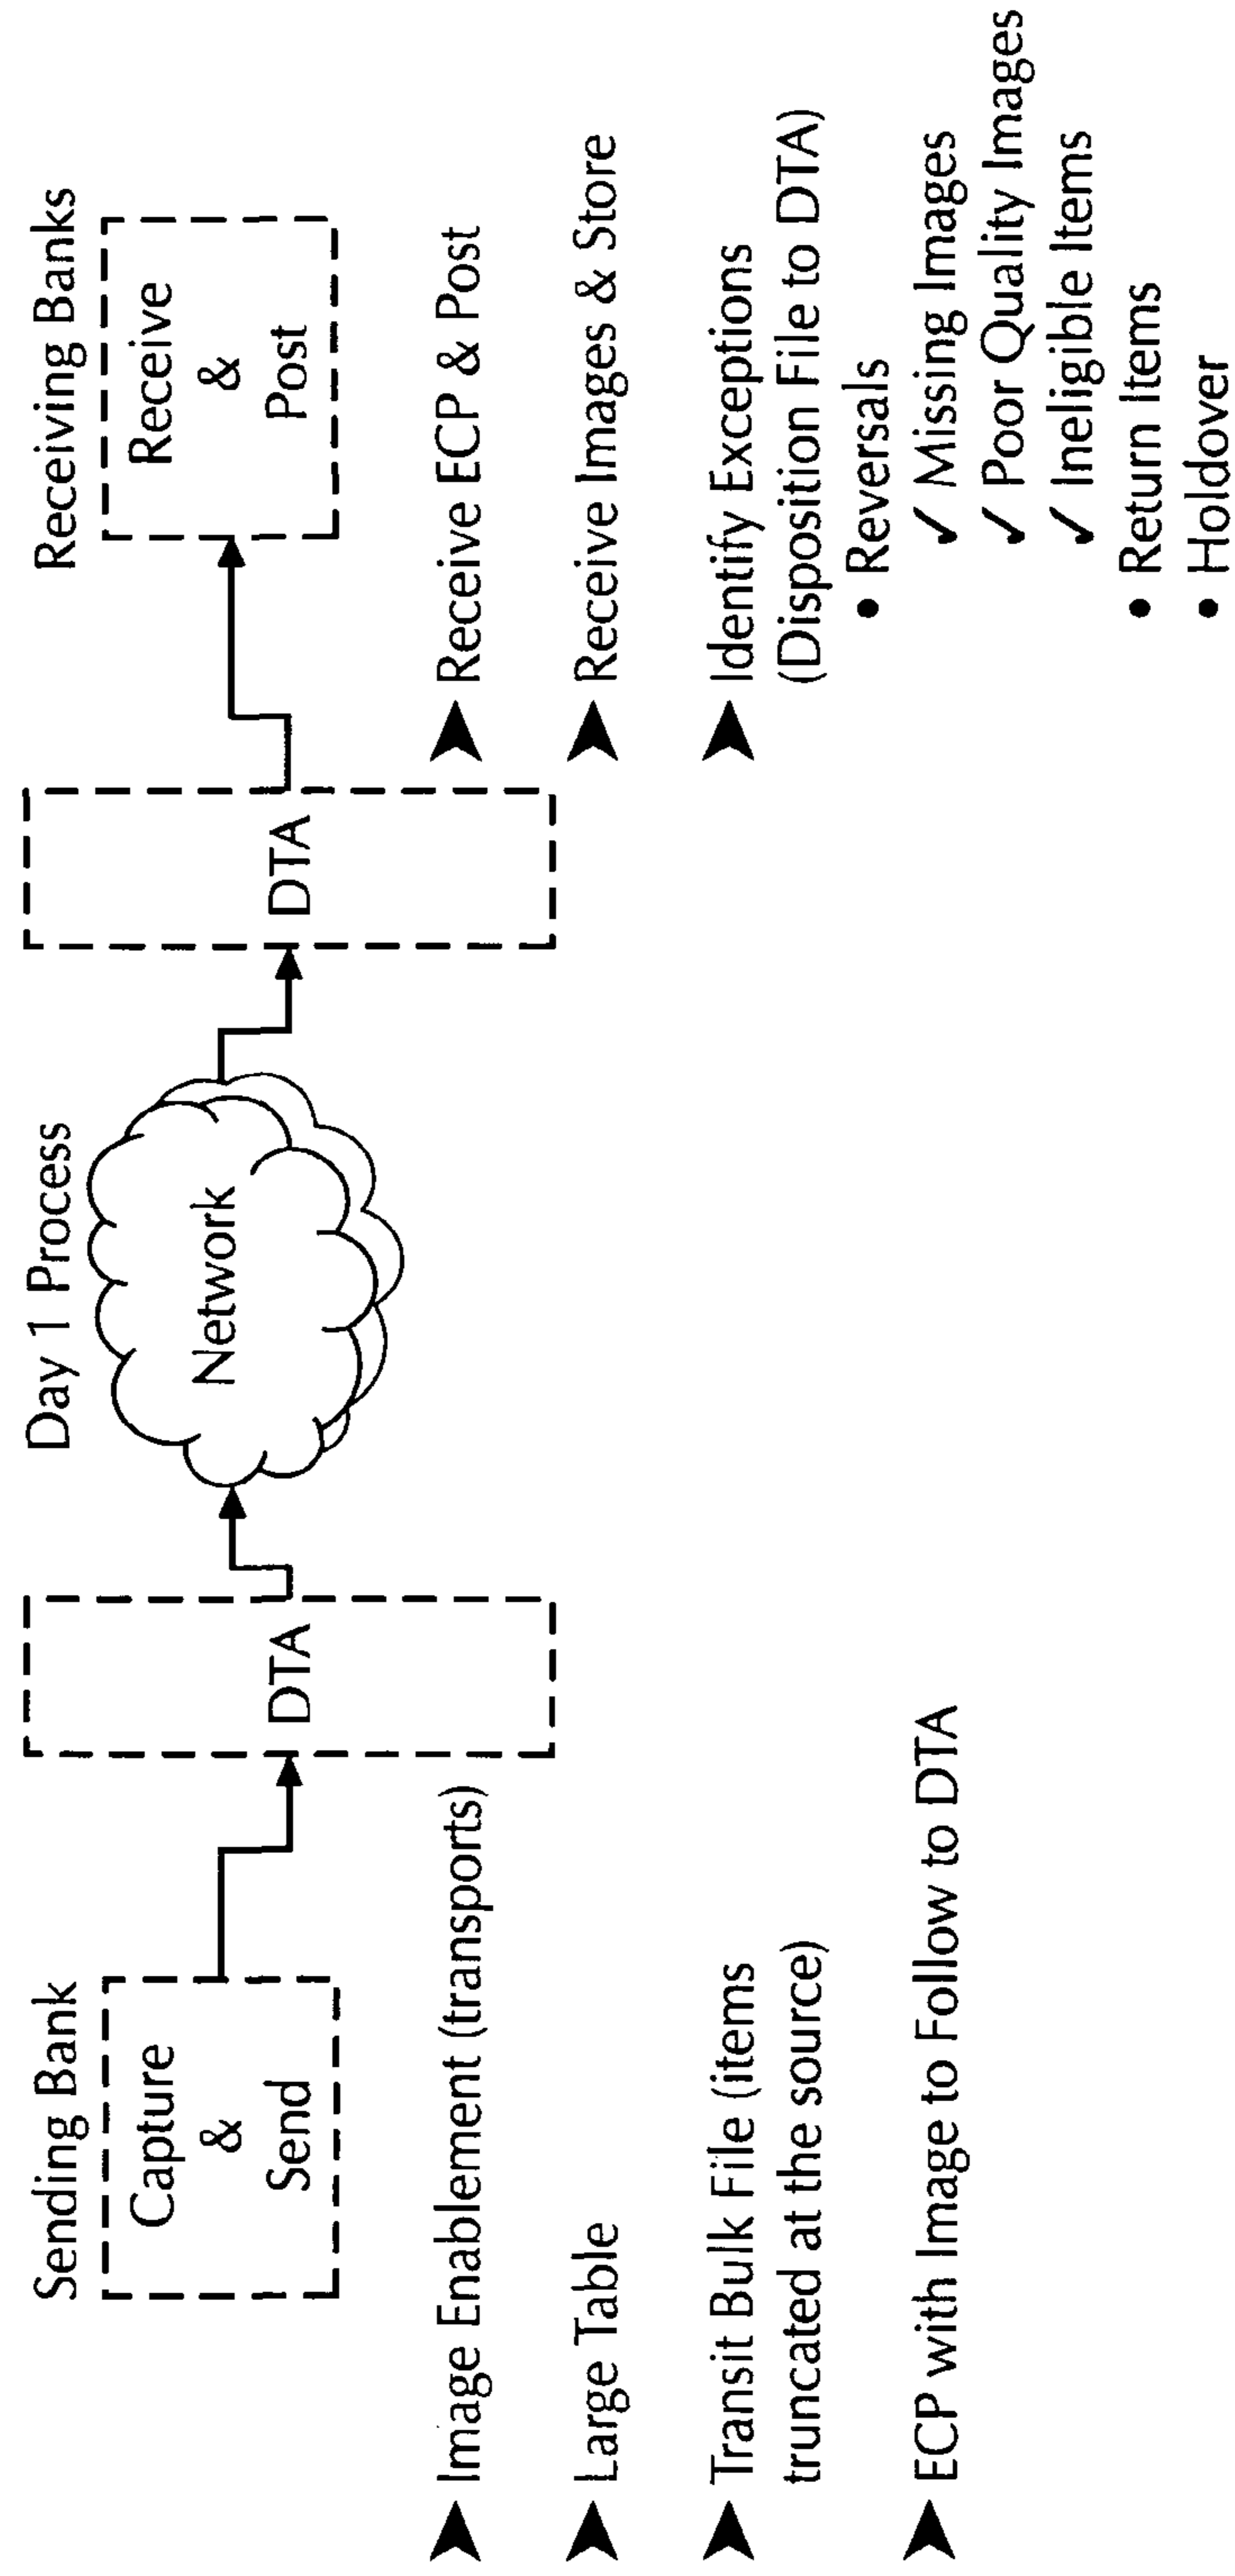 Day 1 Process
Sending Bank
Capture
&
Send
DTA
Network
DTA
Receiving Banks
Receive
&
Post
➤ Image Enablement (transports)
➤ Large Table
➤ Transit Bulk File (items
truncated at the source)
➤ ECP with Image to Follow to DTA
➤ Receive ECP & Post
➤ Receive Images & Store
➤ Identify Exceptions
(Disposition File to DTA)
• Reversals
✓ Missing Images
✓ Poor Quality Images
✓ Ineligible Items
• Return Items
• Holdover